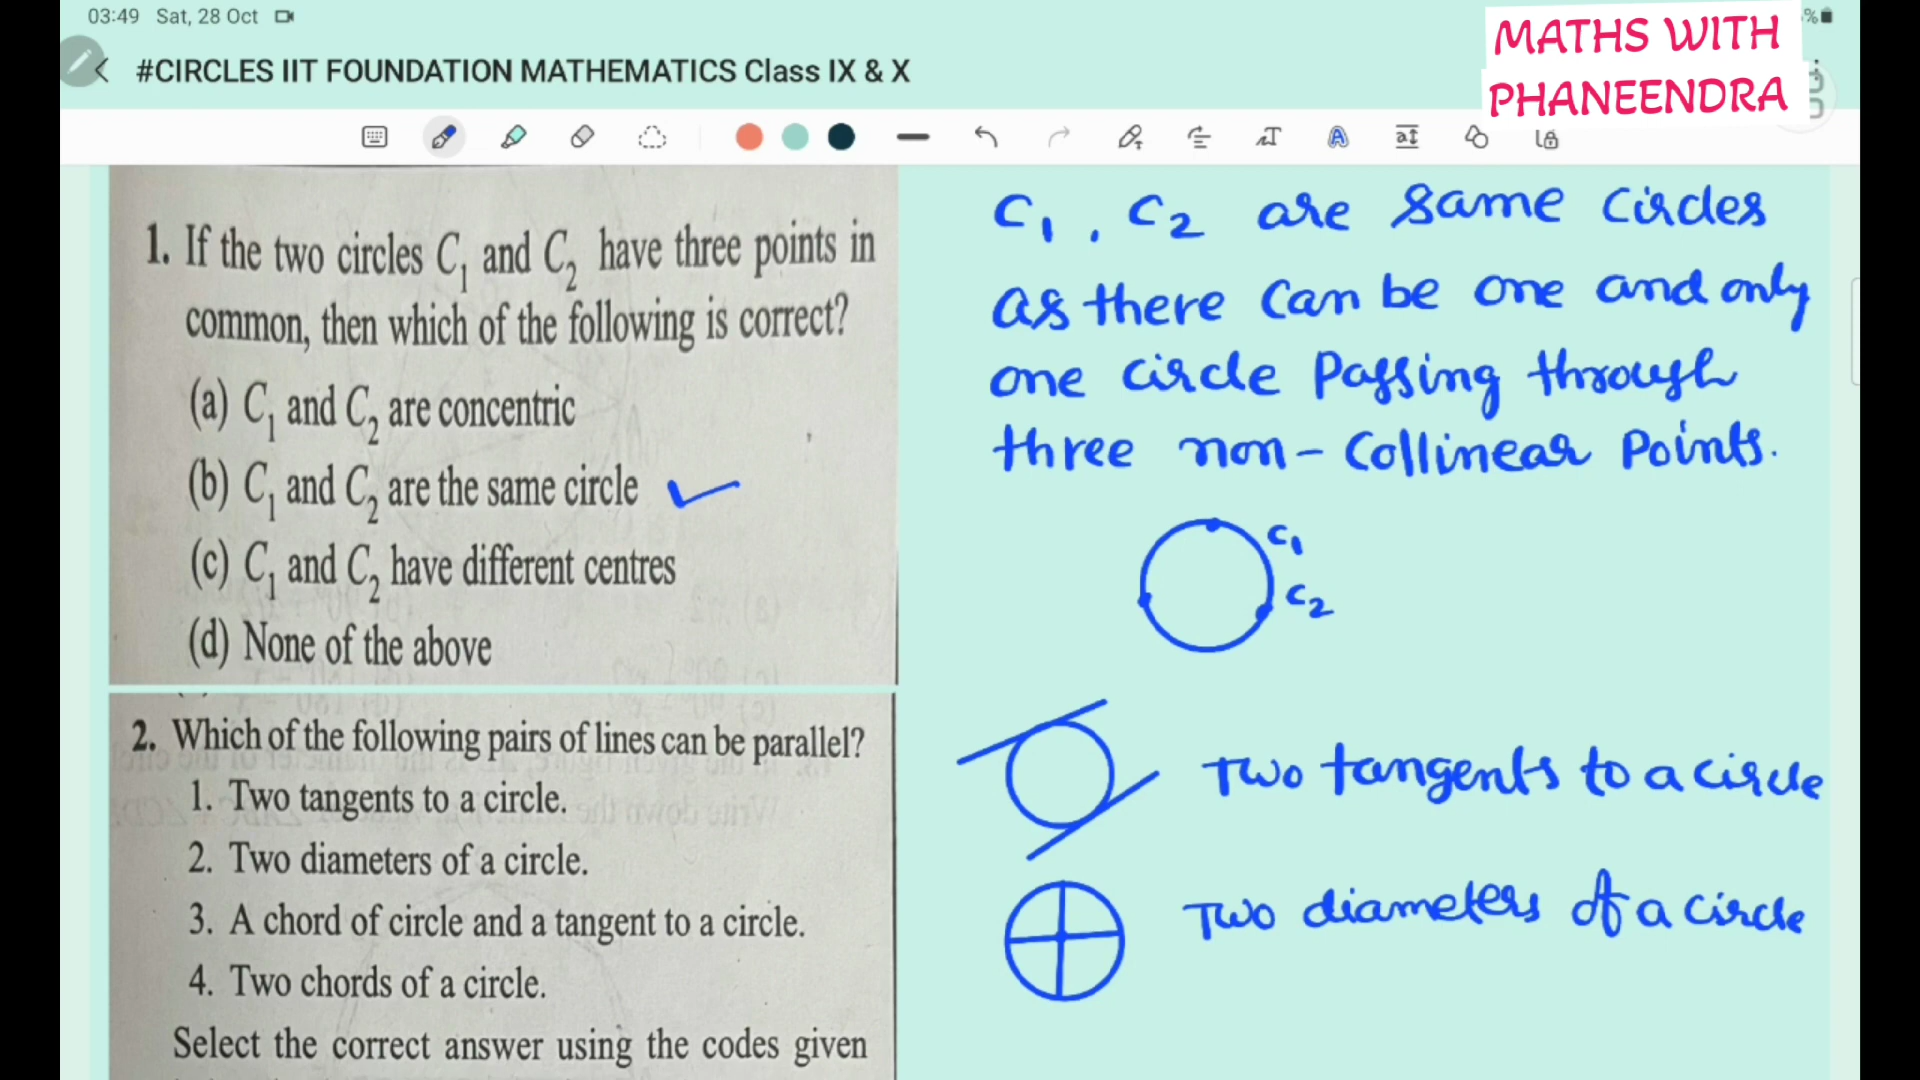 03:49 Sat, 28 Oct
MATHS WITH
PHANEENDRA
#CIRCLES IIT FOUNDATION MATHEMATICS Class IX & X
1. If the two circles C₁ and C₂ have three points in
common, then which of the following is correct?
(a) C₁ and C₂ are concentric
(b) C₁ and C₂ are the same circle
(c) C₁ and C₂ have different centres
(d) None of the above
2. Which of the following pairs of lines can be parallel?
1. Two tangents to a circle.
2. Two diameters of a circle.
3. A chord of circle and a tangent to a circle.
4. Two chords of a circle.
Select the correct answer using the codes given
C₁, C₂ are same circles
as there can be one and only
one circle passing through
three non-collinear points.
C₁
C₂
Two tangents to a circle
Two diameters of a circle